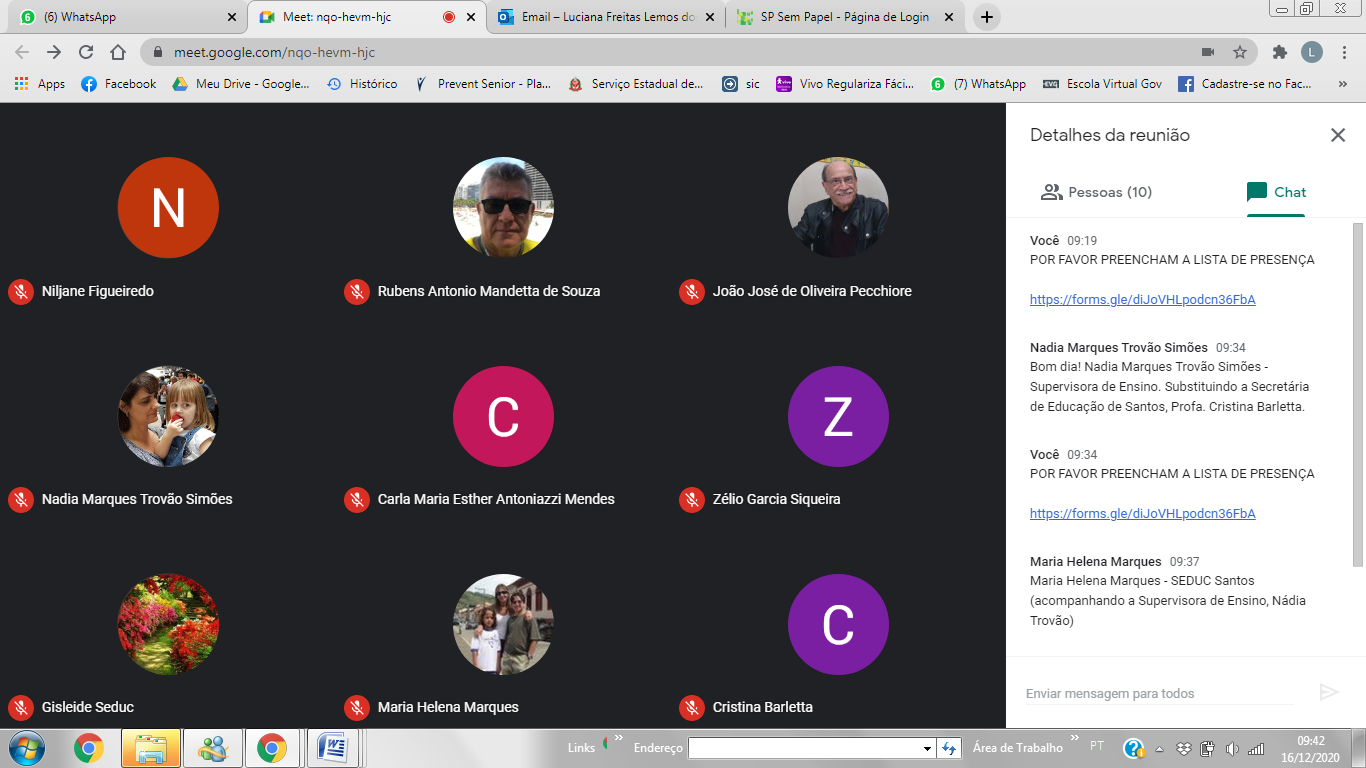 6 (6) WhatsApp
Meet: nqo-hevm-hjc
Email – Luciana Freitas Lemos do
SP Sem Papel - Página de Login
meet.google.com/nqo-hevm-hjc
L
Apps
Facebook
Meu Drive - Google...
Histórico
Prevent Senior - Pla...
Serviço Estadual de...
sic
Vivo Regulariza Fáci...
6 (7) WhatsApp
EVG Escola Virtual Gov
Cadastre-se no Fac...
N
Niljane Figueiredo
Rubens Antonio Mandetta de Souza
João José de Oliveira Pecchiore
Nadia Marques Trovão Simões
C
Carla Maria Esther Antoniazzi Mendes
Z
Zélio Garcia Siqueira
Gisleide Seduc
Maria Helena Marques
C
Cristina Barletta
Detalhes da reunião
Pessoas (10)
Chat
Você 09:19
POR FAVOR PREENCHAM A LISTA DE PRESENÇA
https://forms.gle/diJoVHLpodcn36FbA
Nadia Marques Trovão Simões 09:34
Bom dia! Nadia Marques Trovão Simões -
Supervisora de Ensino. Substituindo a Secretária
de Educação de Santos, Profa. Cristina Barletta.
Você 09:34
POR FAVOR PREENCHAM A LISTA DE PRESENÇA
https://forms.gle/diJoVHLpodcn36FbA
Maria Helena Marques 09:37
Maria Helena Marques - SEDUC Santos
(acompanhando a Supervisora de Ensino, Nádia
Trovão)
Enviar mensagem para todos
Links
Endereço
Área de Trabalho
PT
09:42
16/12/2020